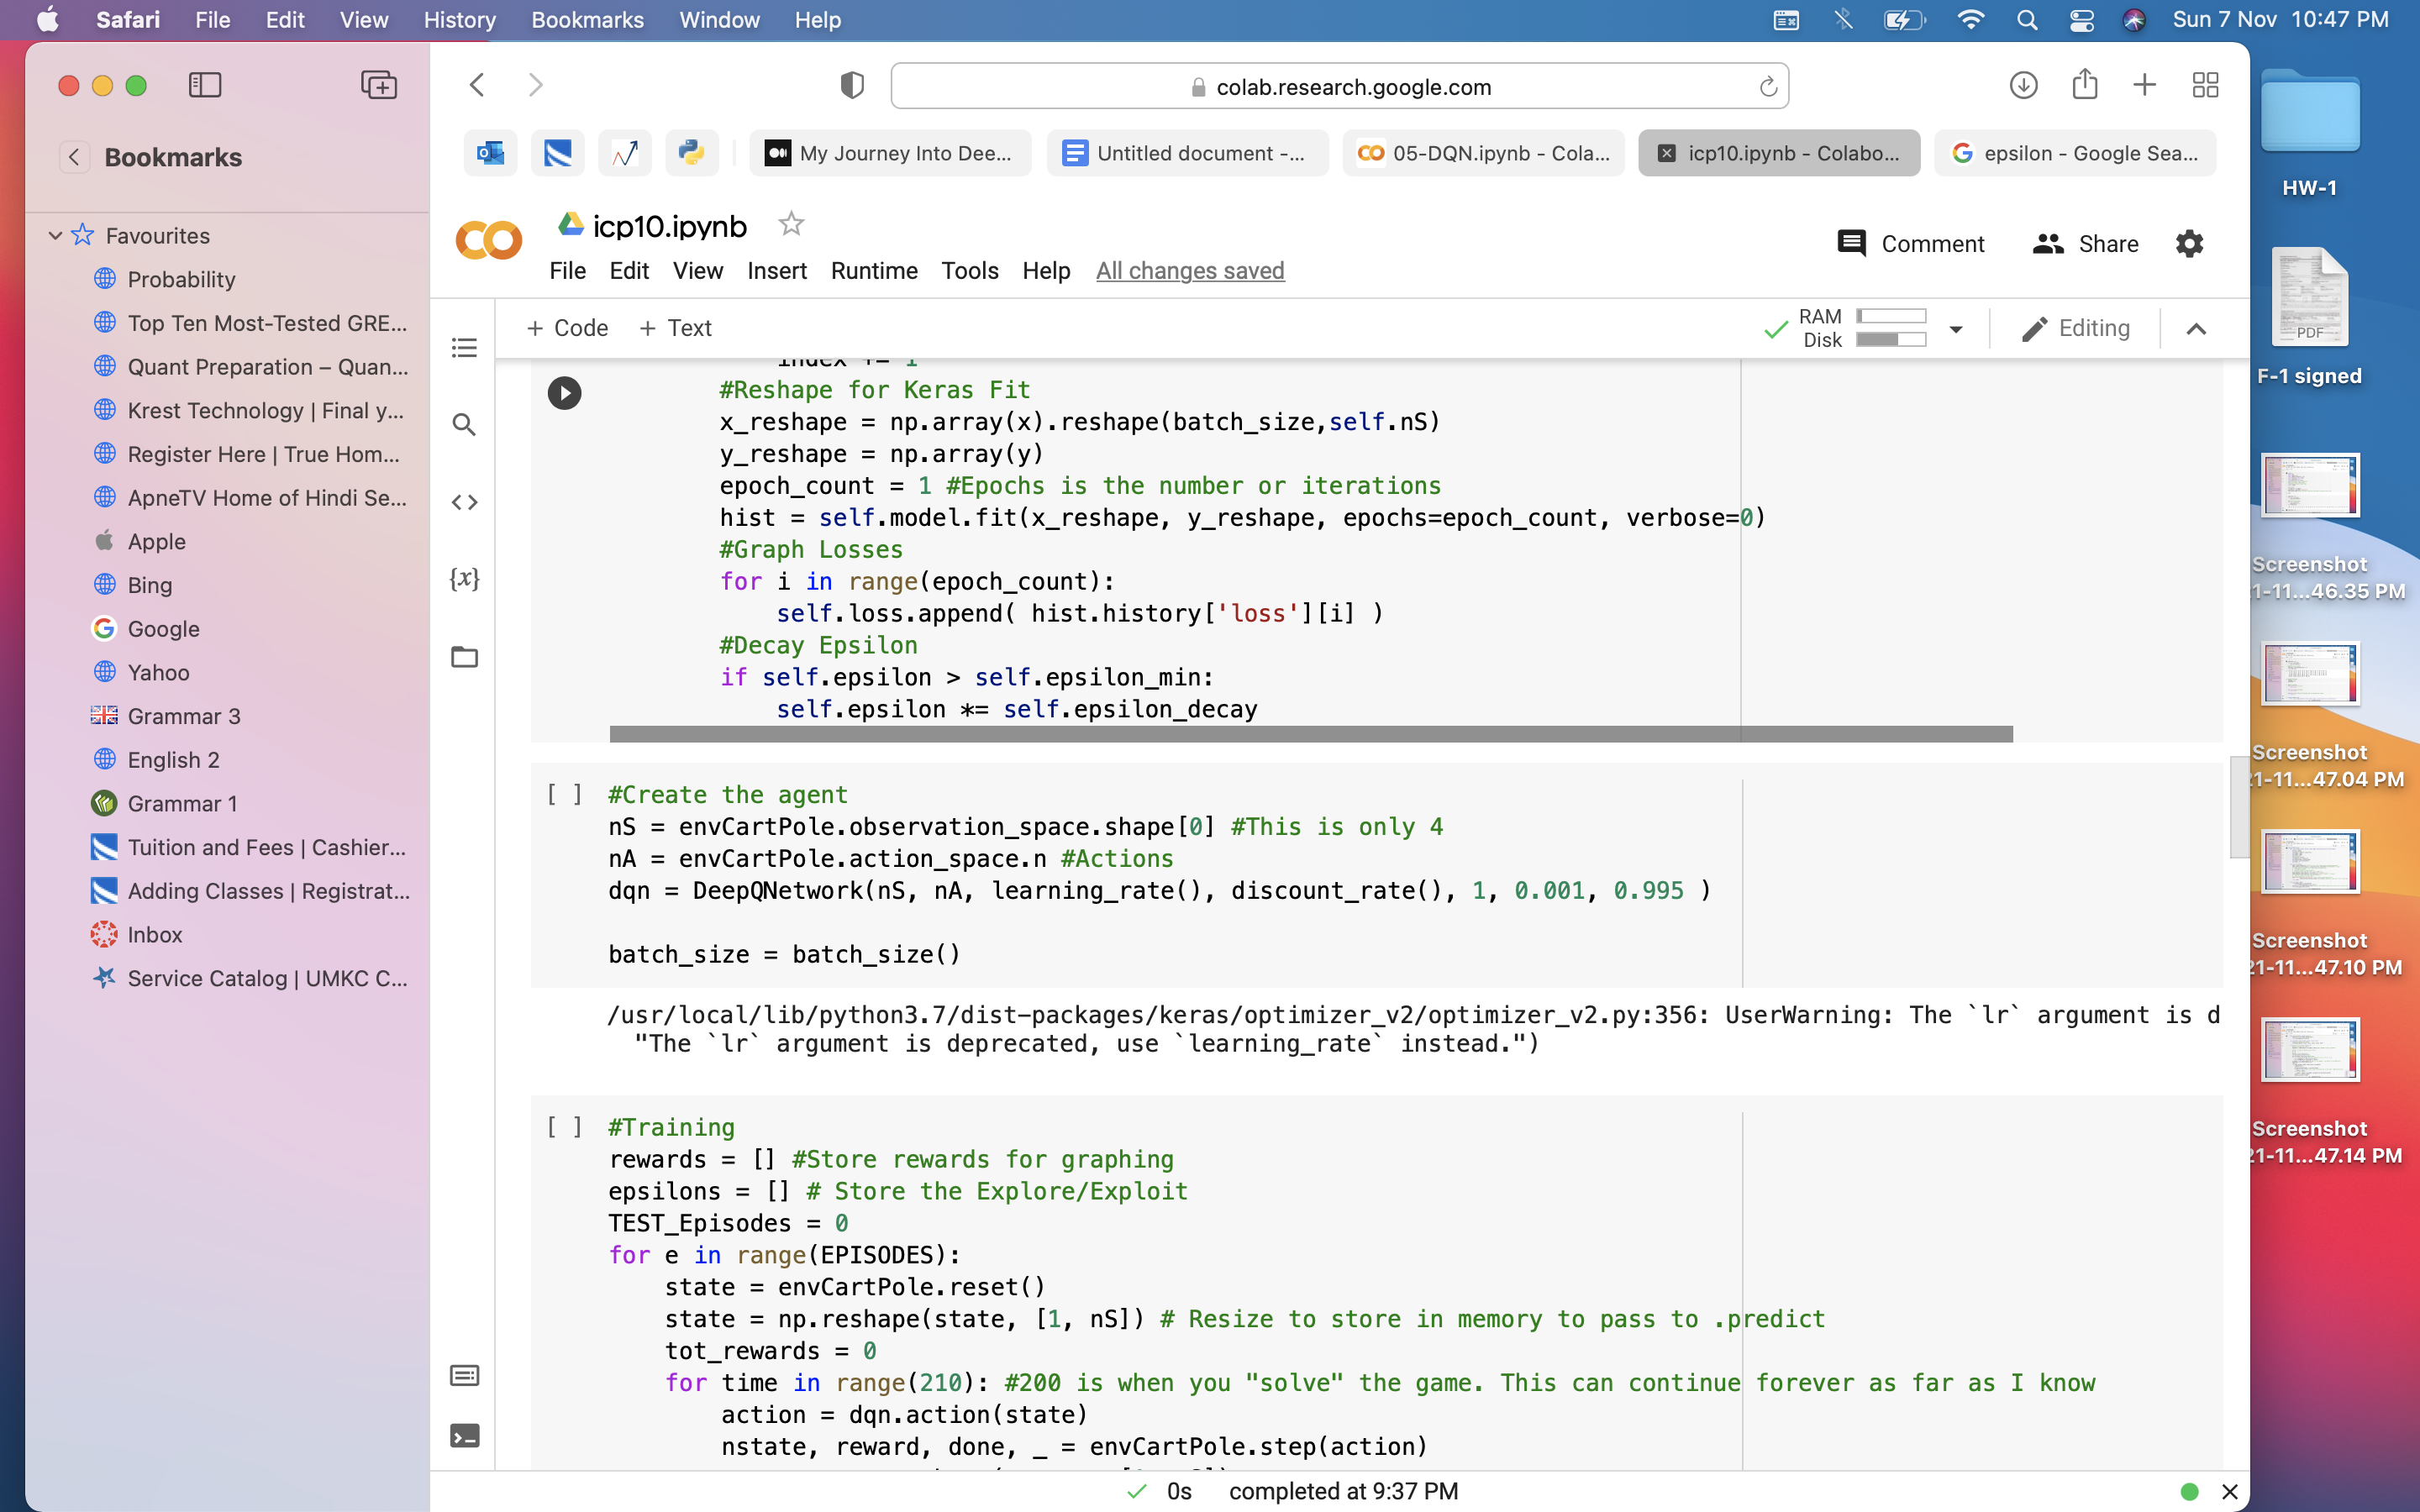 Safari File Edit View History Bookmarks Window Help Sun 7 Nov 10:47 PM
colab.research.google.com
My Journey Into Dee... Untitled document -... 05-DQN.ipynb - Cola... icp10.ipynb - Colabo... epsilon - Google Sea...
Bookmarks
Favourites
Probability
Top Ten Most-Tested GRE...
Quant Preparation – Quan...
Krest Technology | Final y...
Register Here | True Hom...
ApneTV Home of Hindi Se...
Apple
Bing
Google
Yahoo
Grammar 3
English 2
Grammar 1
Tuition and Fees | Cashier...
Adding Classes | Registrat...
Inbox
Service Catalog | UMKC C...
icp10.ipynb
File Edit View Insert Runtime Tools Help All changes saved
Comment Share
+ Code + Text
RAM
Disk
Editing
index += 1
#Reshape for Keras Fit
x_reshape = np.array(x).reshape(batch_size,self.nS)
y_reshape = np.array(y)
epoch_count = 1 #Epochs is the number or iterations
hist = self.model.fit(x_reshape, y_reshape, epochs=epoch_count, verbose=0)
#Graph Losses
for i in range(epoch_count):
self.loss.append( hist.history['loss'][i] )
#Decay Epsilon
if self.epsilon > self.epsilon_min:
self.epsilon *= self.epsilon_decay
[ ] #Create the agent
nS = envCartPole.observation_space.shape[0] #This is only 4
nA = envCartPole.action_space.n #Actions
dqn = DeepQNetwork(nS, nA, learning_rate(), discount_rate(), 1, 0.001, 0.995 )
batch_size = batch_size()
/usr/local/lib/python3.7/dist-packages/keras/optimizer_v2/optimizer_v2.py:356: UserWarning: The `lr` argument is d
"The `lr` argument is deprecated, use `learning_rate` instead.")
[ ] #Training
rewards = [] #Store rewards for graphing
epsilons = [] # Store the Explore/Exploit
TEST_Episodes = 0
for e in range(EPISODES):
state = envCartPole.reset()
state = np.reshape(state, [1, nS]) # Resize to store in memory to pass to .predict
tot_rewards = 0
for time in range(210): #200 is when you "solve" the game. This can continue forever as far as I know
action = dqn.action(state)
nstate, reward, done, _ = envCartPole.step(action)
0s completed at 9:37 PM
HW-1
PDF
F-1 signed
Screenshot
1-11...46.35 PM
Screenshot
21-11...47.04 PM
Screenshot
21-11...47.10 PM
Screenshot
21-11...47.14 PM